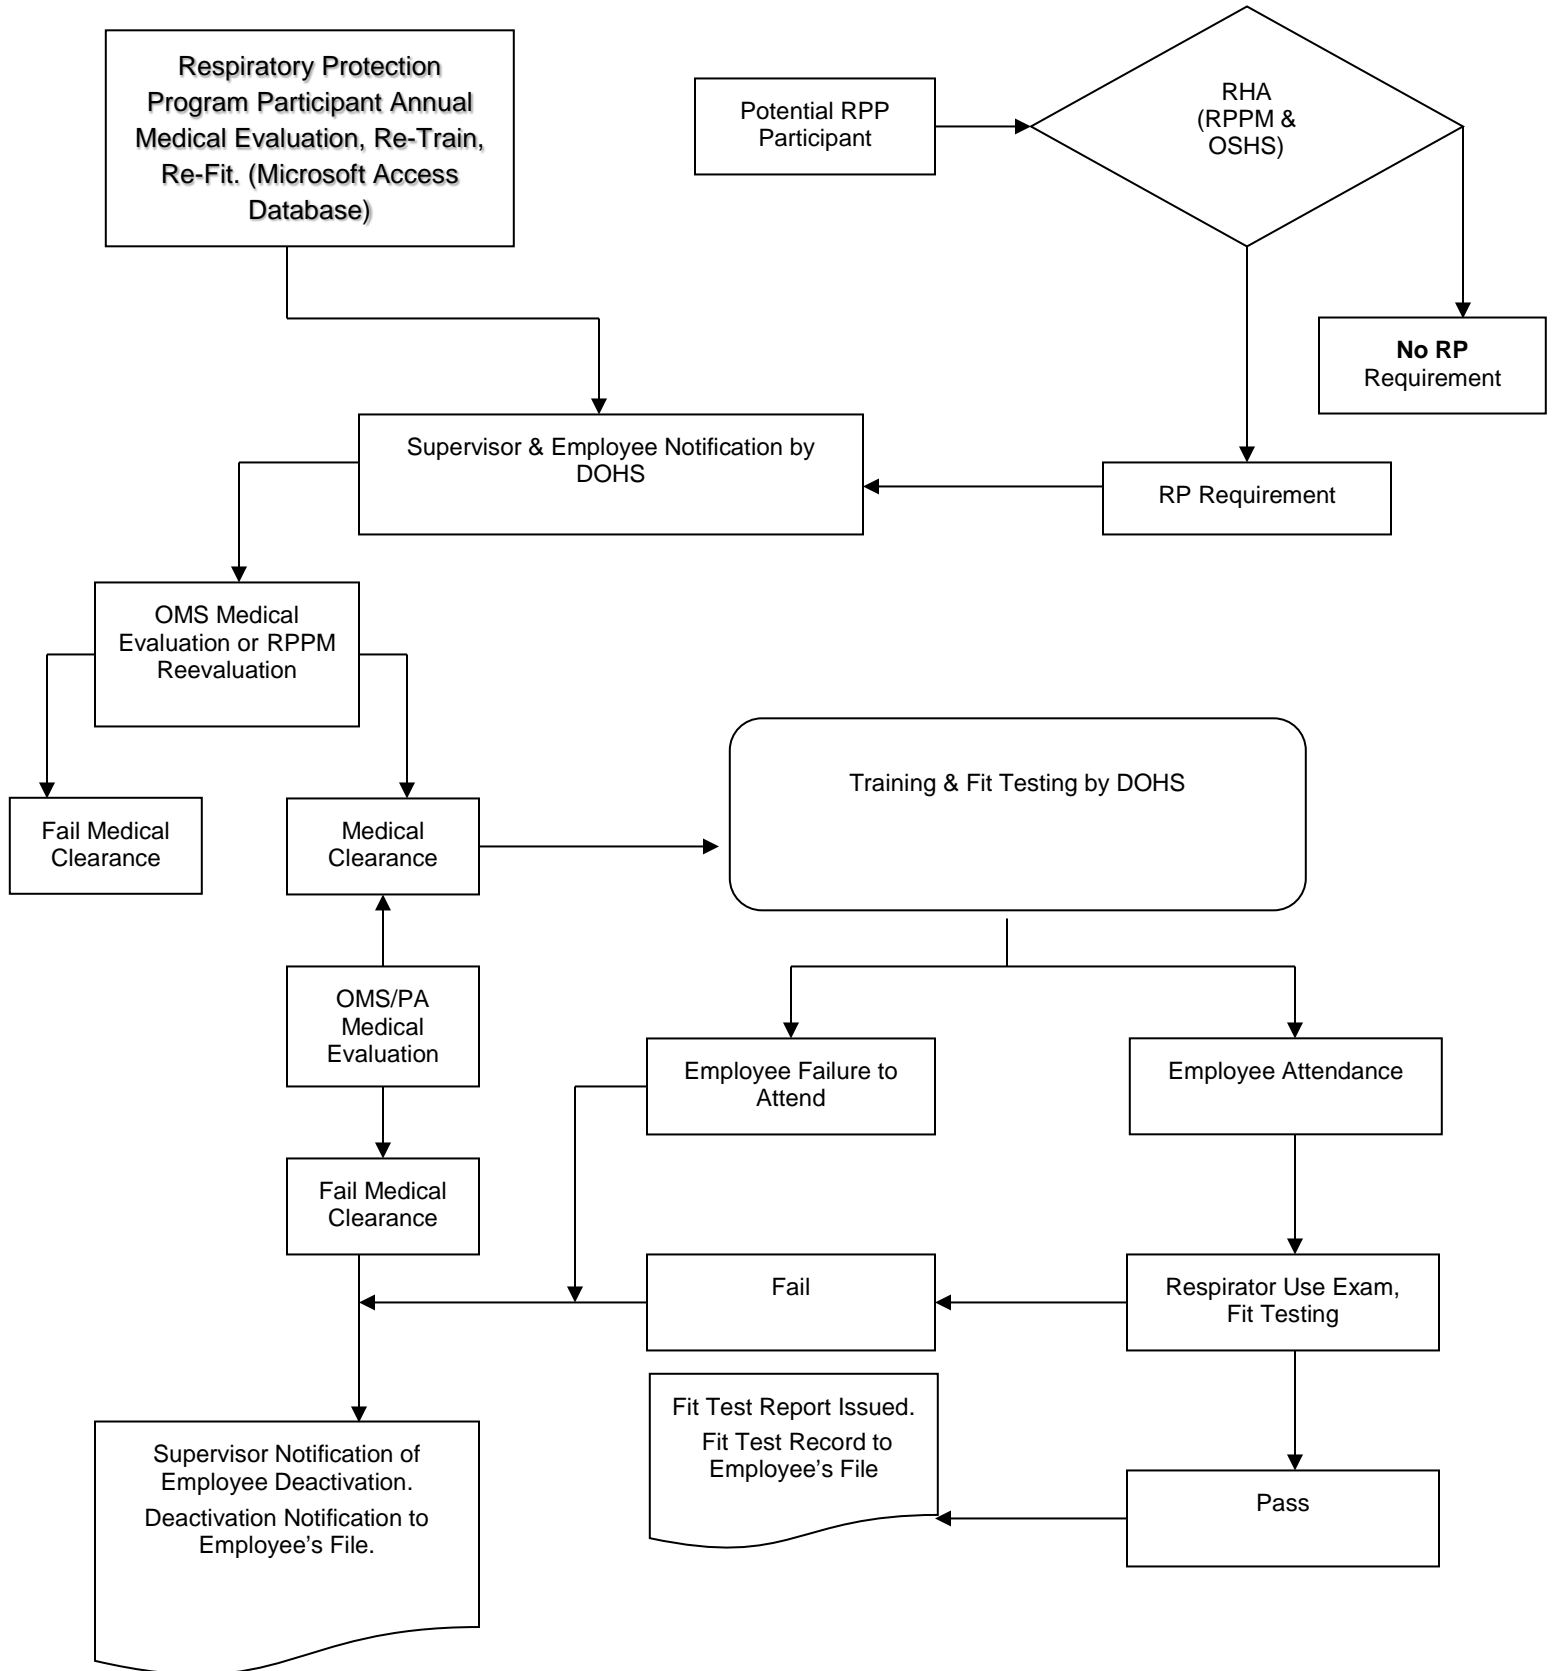 Respiratory Protection
Program Participant Annual
Medical Evaluation, Re-Train,
Re-Fit. (Microsoft Access
Database)
Potential RPP
Participant
RHA
(RPPM &
OSHS)
No RP
Requirement
Supervisor & Employee Notification by
DOHS
RP Requirement
OMS Medical
Evaluation or RPPM
Reevaluation
Fail Medical
Clearance
Medical
Clearance
Training & Fit Testing by DOHS
OMS/PA
Medical
Evaluation
Employee Failure to
Attend
Employee Attendance
Fail Medical
Clearance
Fail
Respirator Use Exam,
Fit Testing
Fit Test Report Issued.
Fit Test Record to
Employee’s File
Supervisor Notification of
Employee Deactivation.
Deactivation Notification to
Employee’s File.
Pass